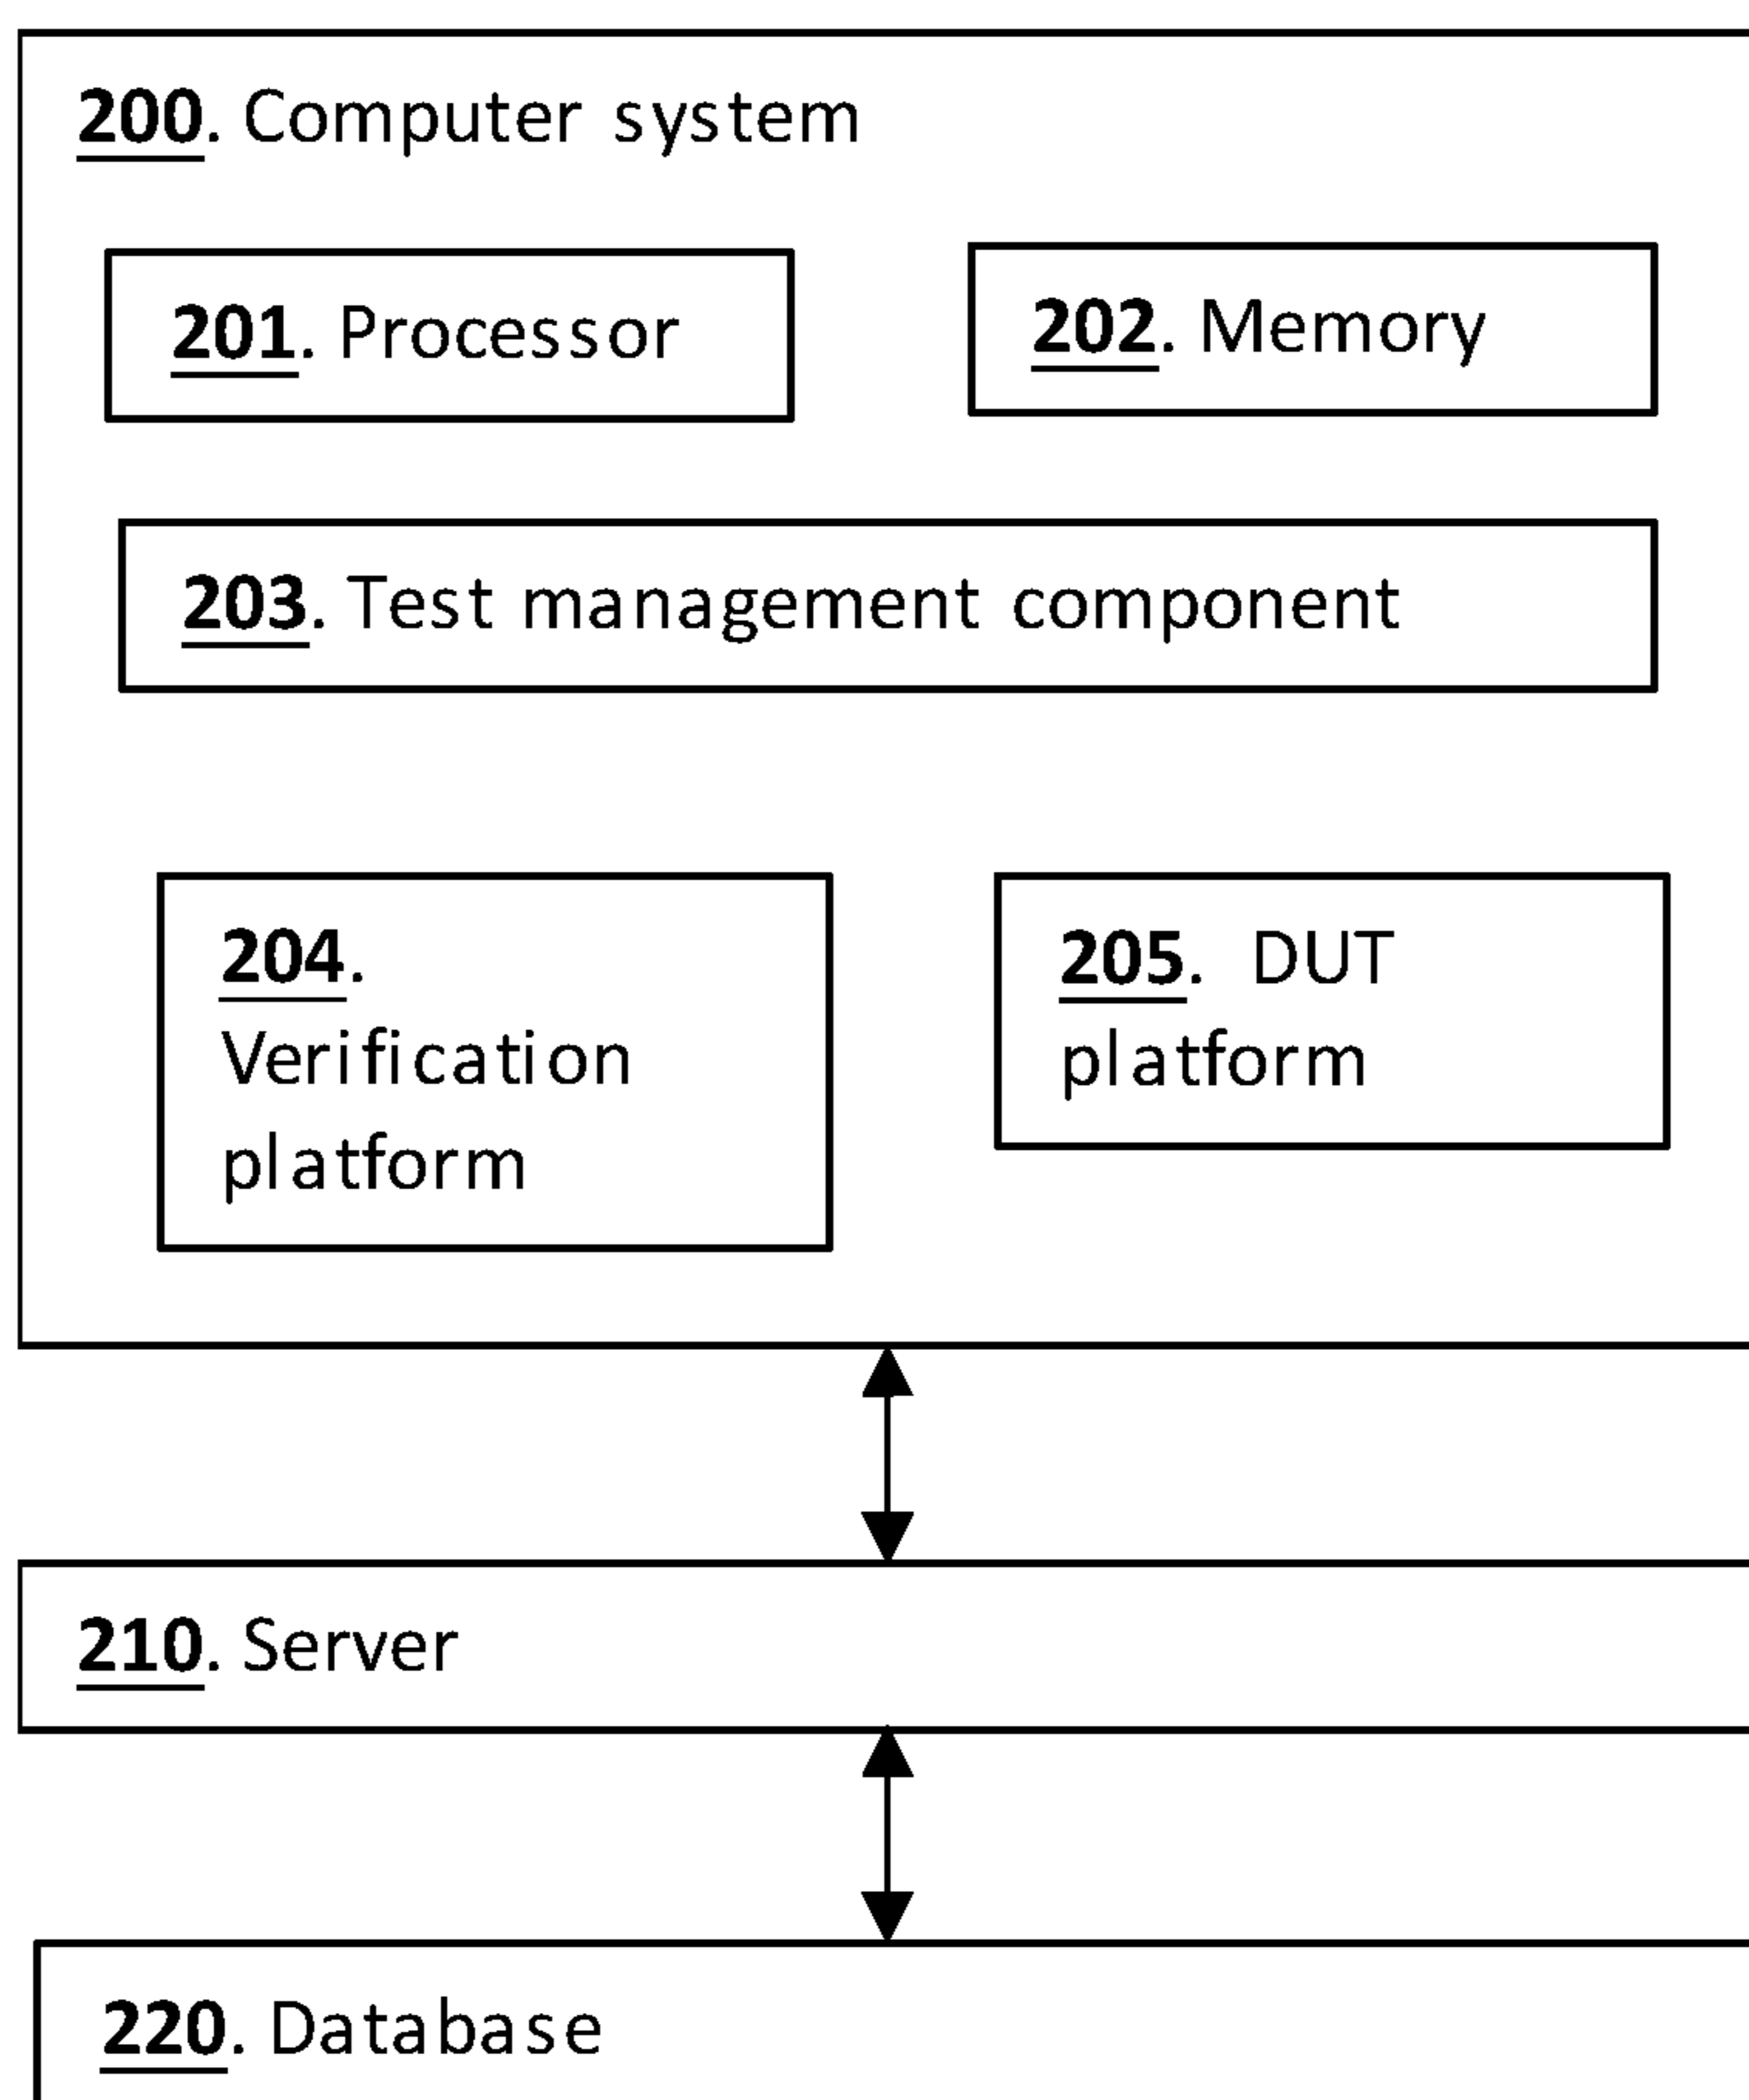 200. Computer system
201. Processor
202. Memory
203. Test management component
204.
Verification
platform
205. DUT
platform
210. Server
220. Database